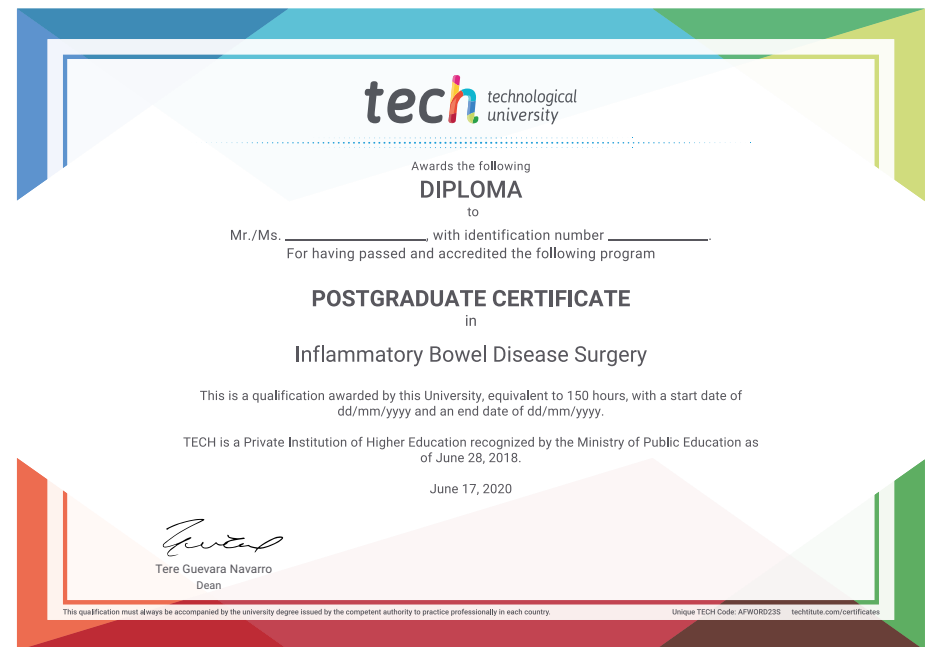 tech technological
university
Awards the following
DIPLOMA
to
Mr./Ms. ____________________, with identification number ______________.
For having passed and accredited the following program
POSTGRADUATE CERTIFICATE
in
Inflammatory Bowel Disease Surgery
This is a qualification awarded by this University, equivalent to 150 hours, with a start date of
dd/mm/yyyy and an end date of dd/mm/yyyy.
TECH is a Private Institution of Higher Education recognized by the Ministry of Public Education as
of June 28, 2018.
June 17, 2020
Tere Guevara Navarro
Dean
This qualification must always be accompanied by the university degree issued by the competent authority to practice professionally in each country.
Unique TECH Code: AFWORD23S techtitute.com/certificates